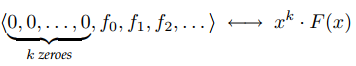 ⟨0, 0, . . . , 0, f₀, f₁, f₂, . . . ⟩ ⟷ xᵏ · F(x)
k zeroes